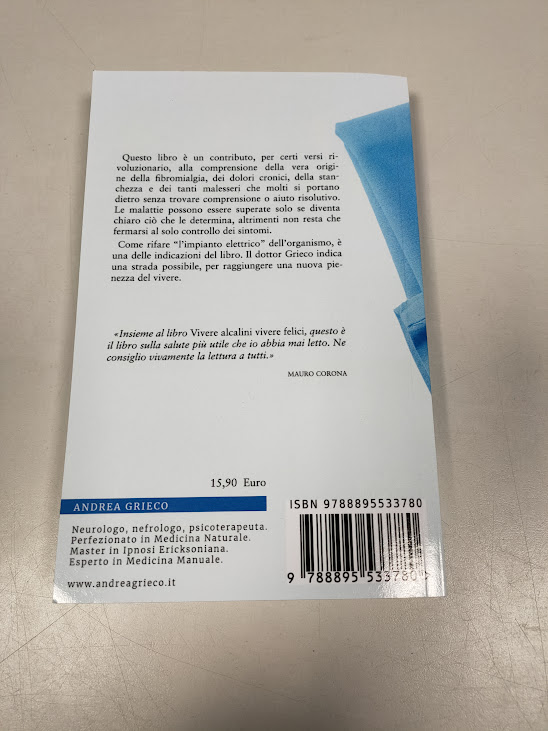 Questo libro è un contributo, per certi versi ri-
voluzionario, alla comprensione della vera origi-
ne della fibromialgia, dei dolori cronici, della stan-
chezza e dei tanti malesseri che molti si portano
dietro senza trovare comprensione o aiuto risolutivo.
Le malattie possono essere superate solo se diventa
chiaro ciò che le determina, altrimenti non resta che
fermarsi al solo controllo dei sintomi.
Come rifare "l'impianto elettrico" dell'organismo, è
una delle indicazioni del libro. Il dottor Grieco indica
una strada possibile, per raggiungere una nuova pie-
nezza del vivere.
«Insieme al libro Vivere alcalini vivere felici, questo è
il libro sulla salute più utile che io abbia mai letto. Ne
consiglio vivamente la lettura a tutti.»
MAURO CORONA
15,90 Euro
ANDREA GRIECO
Neurologo, nefrologo, psicoterapeuta.
Perfezionato in Medicina Naturale.
Master in Ipnosi Ericksoniana.
Esperto in Medicina Manuale.
www.andreagrieco.it
ISBN 9788895533780
9 788895 533780